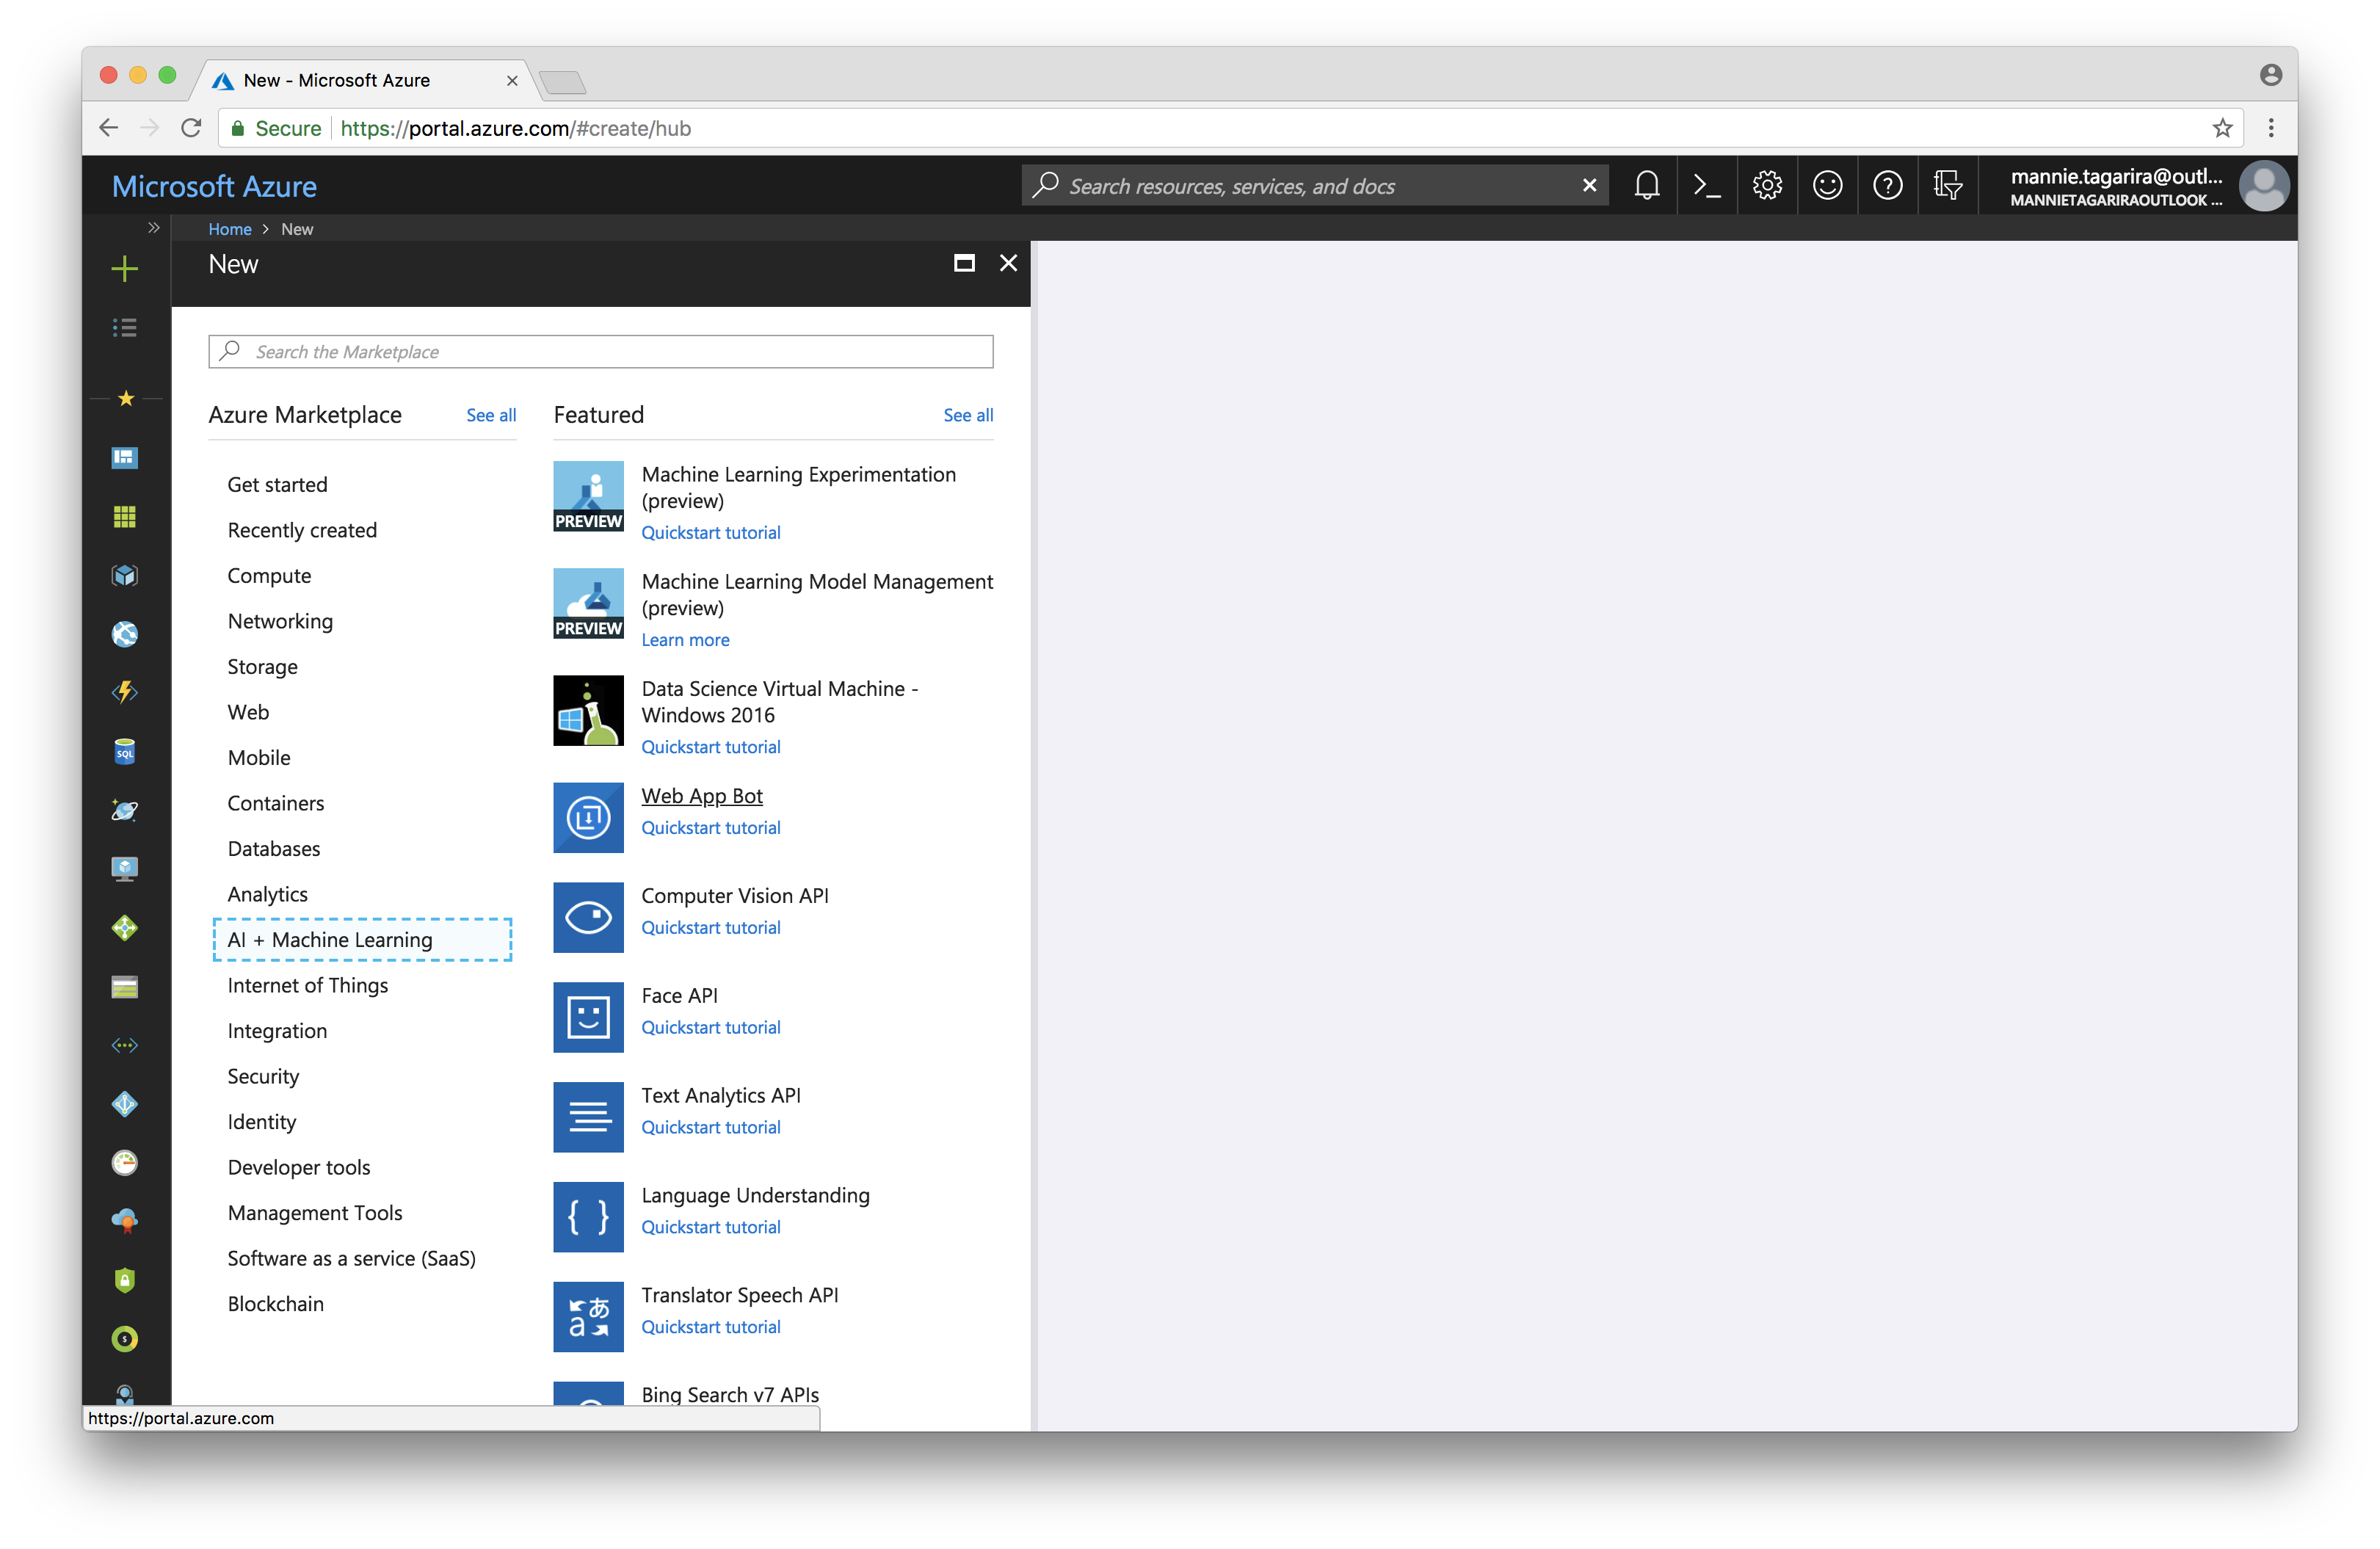 New - Microsoft Azure
Secure
https://portal.azure.com/#create/hub
Microsoft Azure
Search resources, services, and docs
mannie.tagarira@outl...
MANNIETAGARIRAOUTLOOK ...
Home > New
New
Search the Marketplace
Azure Marketplace
See all
Get started
Recently created
Compute
Networking
Storage
Web
Mobile
Containers
Databases
Analytics
AI + Machine Learning
Internet of Things
Integration
Security
Identity
Developer tools
Management Tools
Software as a service (SaaS)
Blockchain
Featured
See all
PREVIEW
Machine Learning Experimentation
(preview)
Quickstart tutorial
PREVIEW
Machine Learning Model Management
(preview)
Learn more
Data Science Virtual Machine -
Windows 2016
Quickstart tutorial
Web App Bot
Quickstart tutorial
Computer Vision API
Quickstart tutorial
Face API
Quickstart tutorial
Text Analytics API
Quickstart tutorial
{ }
Language Understanding
Quickstart tutorial
あ
a
Translator Speech API
Quickstart tutorial
Bing Search v7 APIs
SQL
https://portal.azure.com